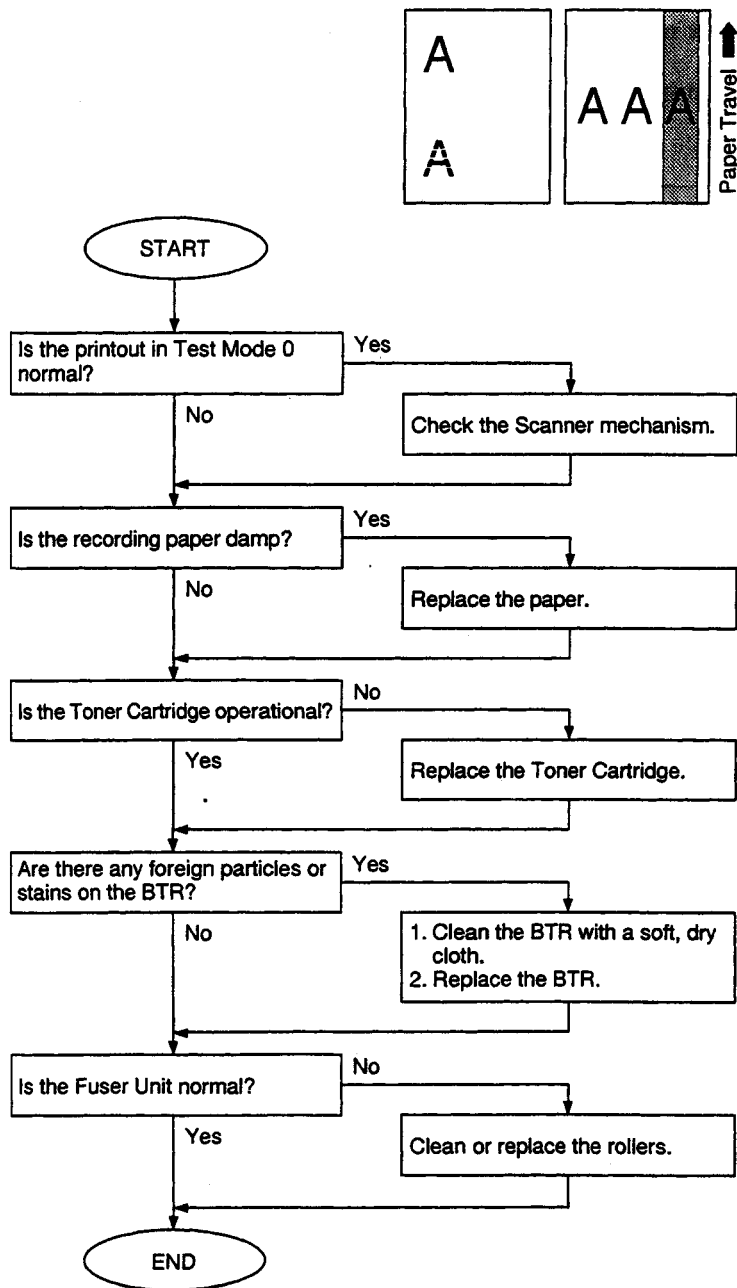 A
A
A A A
Paper Travel
START
Is the printout in Test Mode 0
normal?
Yes
No
Check the Scanner mechanism.
Is the recording paper damp?
Yes
No
Replace the paper.
Is the Toner Cartridge operational?
No
Yes
Replace the Toner Cartridge.
Are there any foreign particles or
stains on the BTR?
Yes
No
1. Clean the BTR with a soft, dry
cloth.
2. Replace the BTR.
Is the Fuser Unit normal?
No
Yes
Clean or replace the rollers.
END